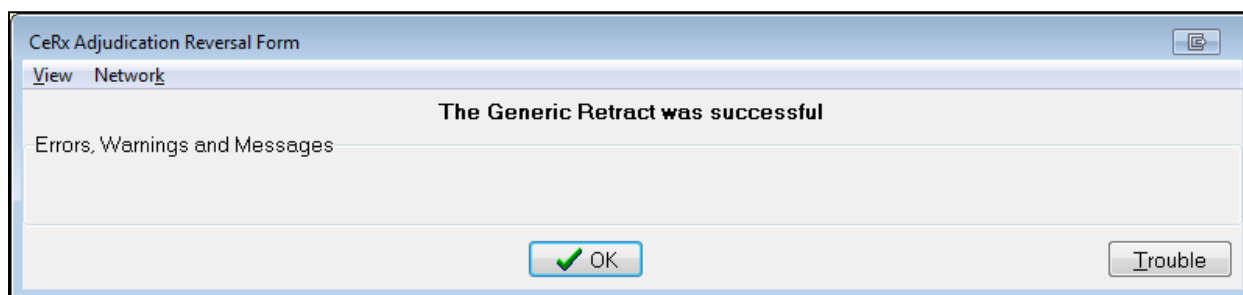 CeRx Adjudication Reversal Form
View Network
The Generic Retract was successful
Errors, Warnings and Messages
OK
Trouble